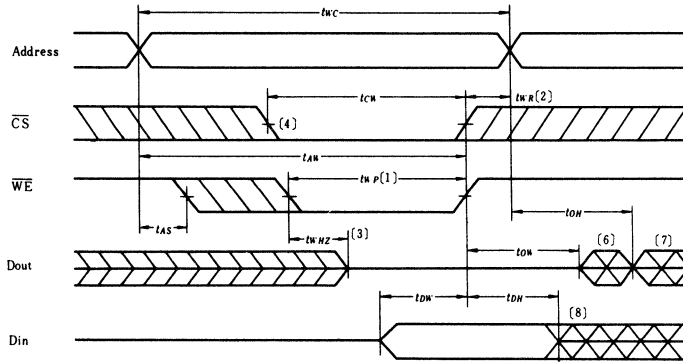 tWC
Address
tCW
tWR(2)
CS
(4)
tAW
WE
tWP(1)
tAS
tOH
tWHZ
(3)
tOW
(6)
(7)
Dout
tDW
tDH
(8)
Din